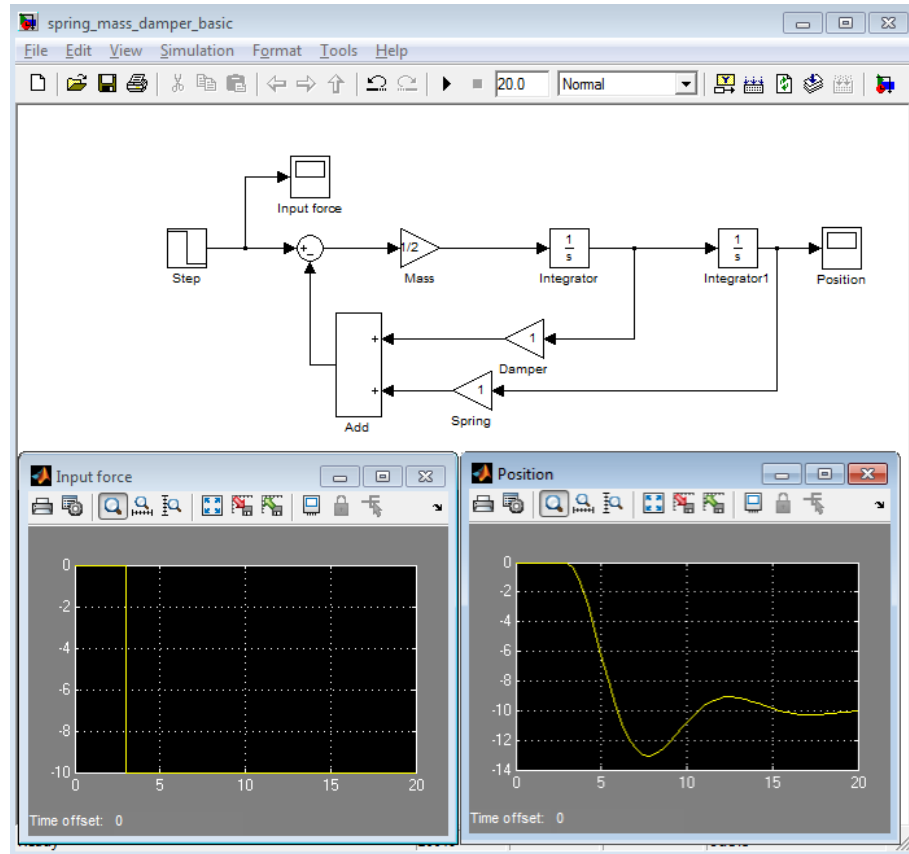 spring_mass_damper_basic
File Edit View Simulation Format Tools Help
20.0 Normal
Input force
+
−
1/2
1
s
1
s
Step
Mass
Integrator
Integrator1
Position
+
1
Damper
+
1
Add
Spring
Input force
0
-2
-4
-6
-8
-10
0 5 10 15 20
Time offset: 0
Position
0
-2
-4
-6
-8
-10
-12
-14
0 5 10 15 20
Time offset: 0